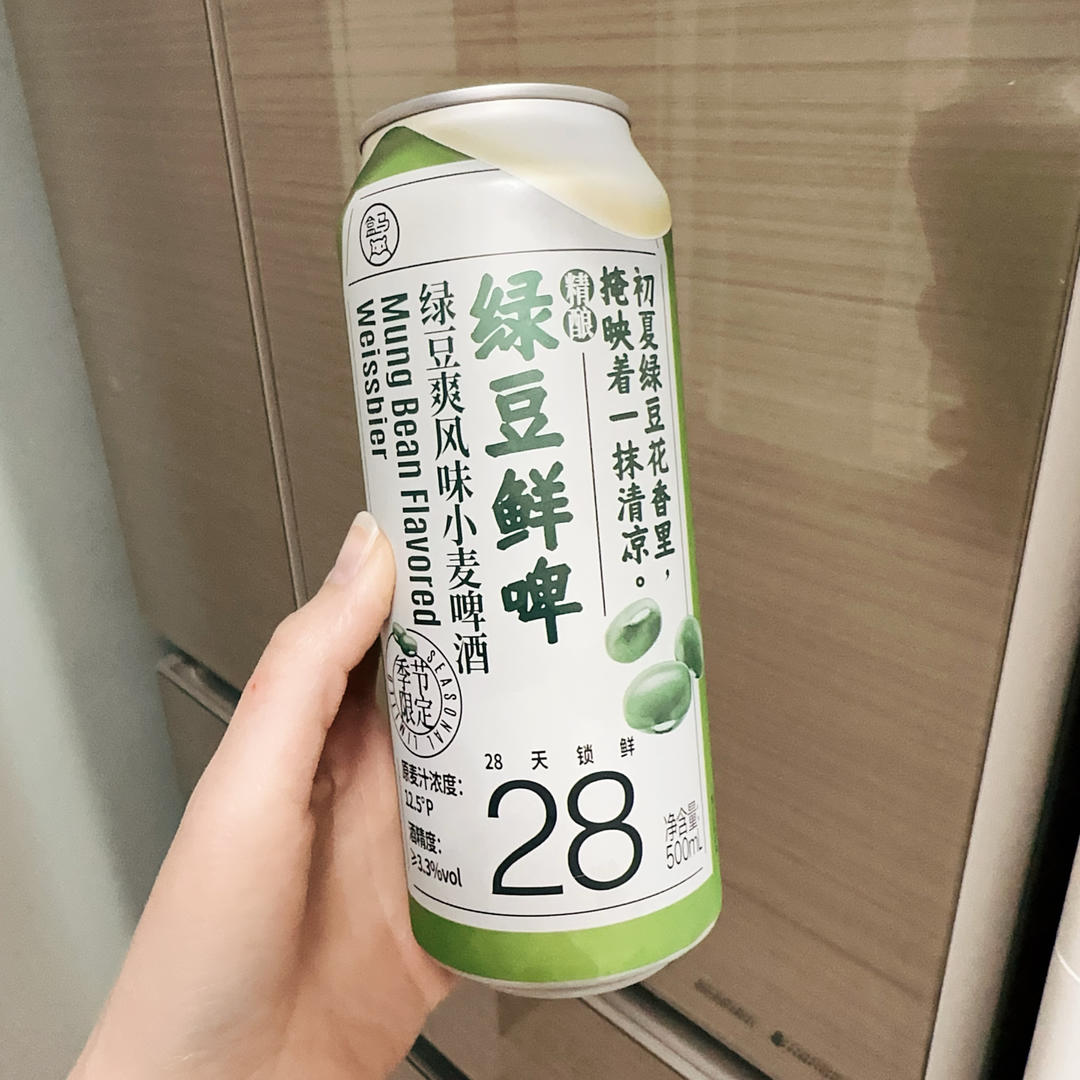 盒马
初夏绿豆花香里，
掩映着一抹清凉。
精酿
绿豆鲜啤
绿豆爽风味小麦啤酒
Mung Bean Flavored
Weissbier
季节
限定
SEASONAL LIMITED
28天锁鲜
28
原麦汁浓度：
12.5°P
酒精度：
≥3.3%vol
净含量：
500mL